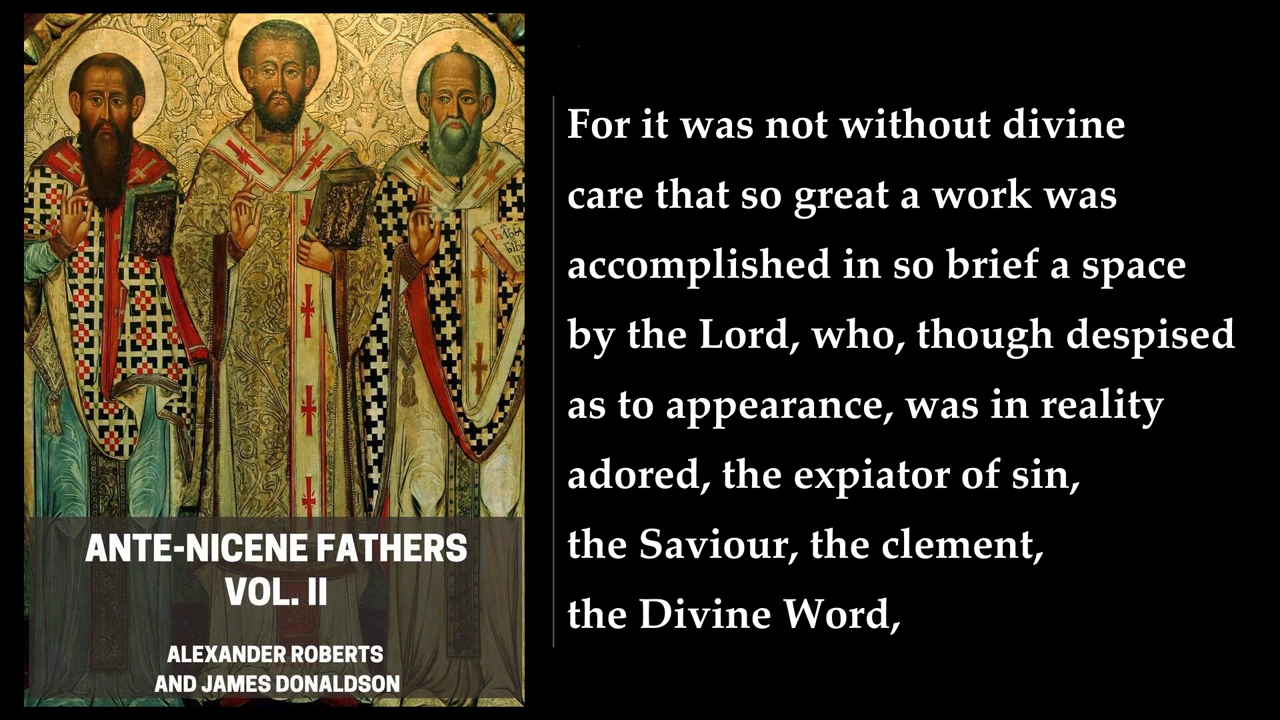 For it was not without divine
care that so great a work was
accomplished in so brief a space
by the Lord, who, though despised
as to appearance, was in reality
adored, the expiator of sin,
the Saviour, the clement,
the Divine Word,
ANTE-NICENE FATHERS
VOL. II
ALEXANDER ROBERTS
AND JAMES DONALDSON